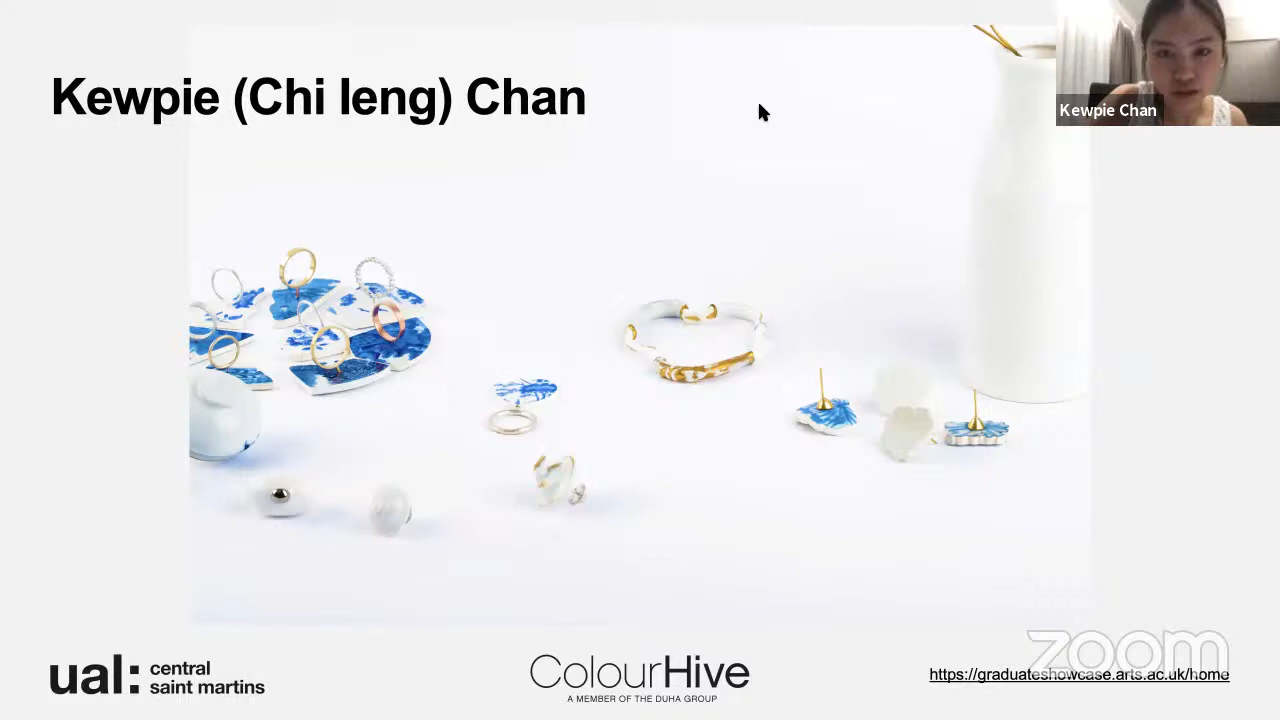 Kewpie (Chi leng) Chan
Kewpie Chan
ual: central
saint martins
ColourHive
A MEMBER OF THE DUHA GROUP
zoom
https://graduateshowcase.arts.ac.uk/home